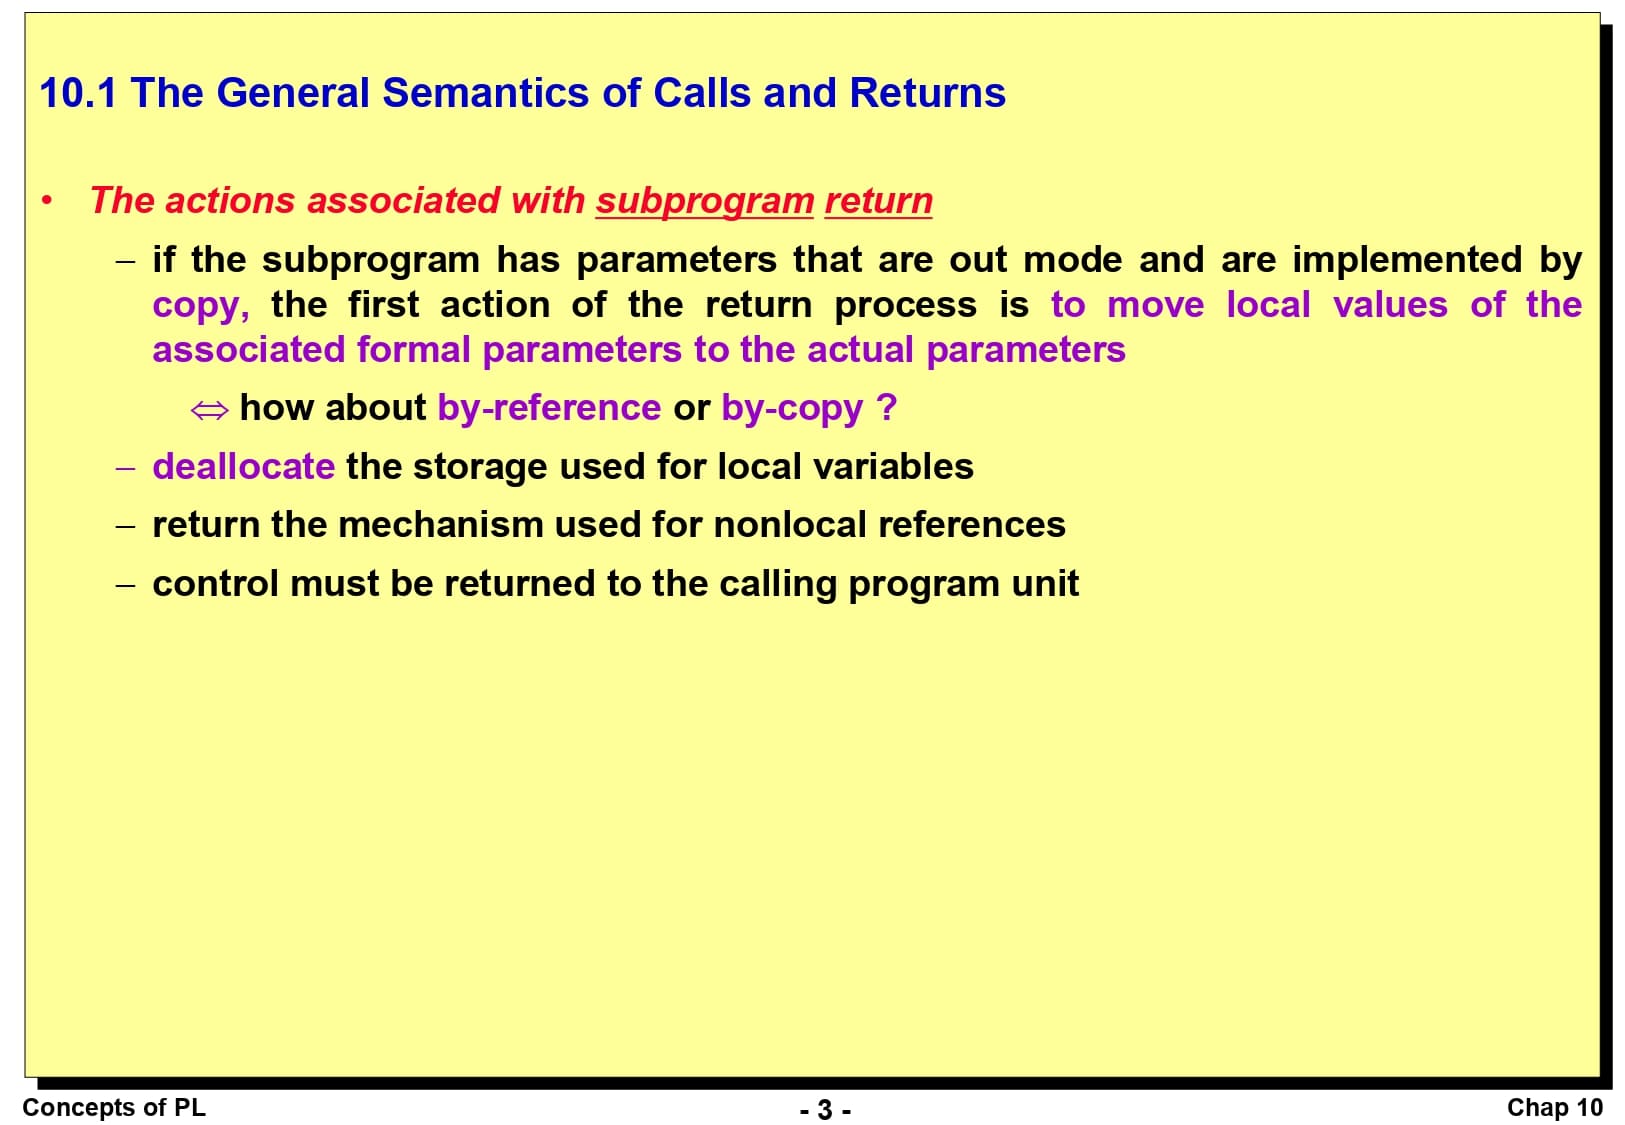 10.1 The General Semantics of Calls and Returns
• The actions associated with subprogram return
– if the subprogram has parameters that are out mode and are implemented by
copy, the first action of the return process is to move local values of the
associated formal parameters to the actual parameters
⇔ how about by-reference or by-copy ?
– deallocate the storage used for local variables
– return the mechanism used for nonlocal references
– control must be returned to the calling program unit
Concepts of PL
- 3 -
Chap 10